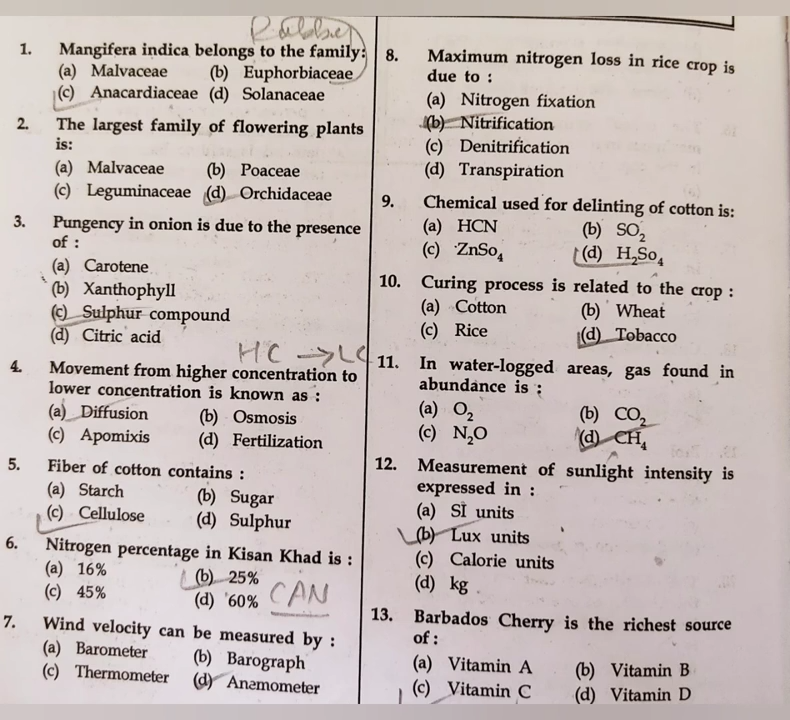 Rubber
1. Mangifera indica belongs to the family:
(a) Malvaceae (b) Euphorbiaceae
(c) Anacardiaceae (d) Solanaceae
2. The largest family of flowering plants
is:
(a) Malvaceae (b) Poaceae
(c) Leguminaceae (d) Orchidaceae
3. Pungency in onion is due to the presence
of :
(a) Carotene
(b) Xanthophyll
(c) Sulphur compound
(d) Citric acid
HC → LC
4. Movement from higher concentration to
lower concentration is known as :
(a) Diffusion (b) Osmosis
(c) Apomixis (d) Fertilization
5. Fiber of cotton contains :
(a) Starch (b) Sugar
(c) Cellulose (d) Sulphur
6. Nitrogen percentage in Kisan Khad is :
(a) 16% (b) 25%
(c) 45% (d) 60% CAN
7. Wind velocity can be measured by :
(a) Barometer (b) Barograph
(c) Thermometer (d) Anemometer
8. Maximum nitrogen loss in rice crop is
due to :
(a) Nitrogen fixation
(b) Nitrification
(c) Denitrification
(d) Transpiration
9. Chemical used for delinting of cotton is:
(a) HCN (b) SO₂
(c) ZnSo₄ (d) H₂So₄
10. Curing process is related to the crop :
(a) Cotton (b) Wheat
(c) Rice (d) Tobacco
11. In water-logged areas, gas found in
abundance is :
(a) O₂ (b) CO₂
(c) N₂O (d) CH₄
12. Measurement of sunlight intensity is
expressed in :
(a) SI units
(b) Lux units
(c) Calorie units
(d) kg
13. Barbados Cherry is the richest source
of :
(a) Vitamin A (b) Vitamin B
(c) Vitamin C (d) Vitamin D